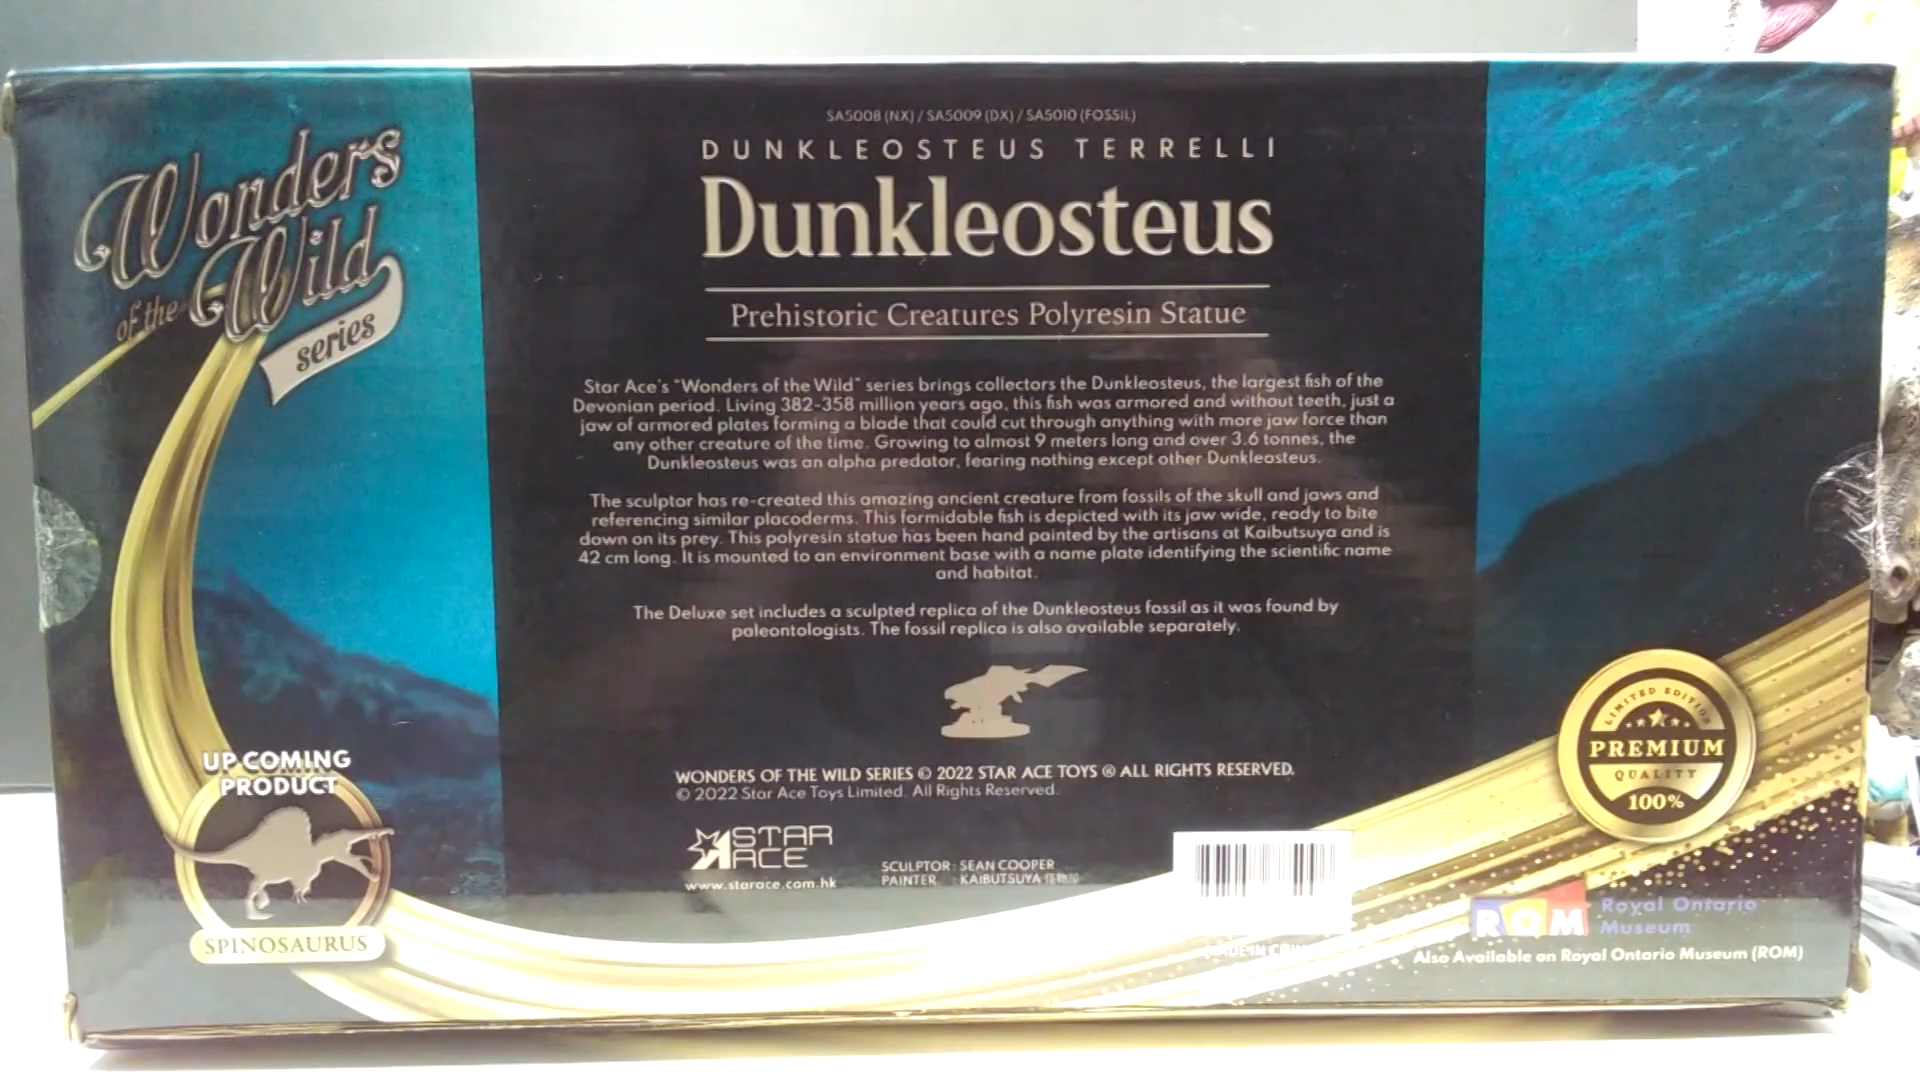 SA5008 (NX) / SA5009 (DX) / SA5010 (FOSSIL)
DUNKLEOSTEUS TERRELLI
Dunkleosteus
Prehistoric Creatures Polyresin Statue
Wonders
of the Wild
series
Star Ace's "Wonders of the Wild" series brings collectors the Dunkleosteus, the largest fish of the
Devonian period. Living 382-358 million years ago, this fish was armored and without teeth, just a
jaw of armored plates forming a blade that could cut through anything with more jaw force than
any other creature of the time. Growing to almost 9 meters long and over 3.6 tonnes, the
Dunkleosteus was an alpha predator, fearing nothing except other Dunkleosteus.
The sculptor has re-created this amazing ancient creature from fossils of the skull and jaws and
referencing similar placoderms. This formidable fish is depicted with its jaw wide, ready to bite
down on its prey. This polyresin statue has been hand painted by the artisans at Kaibutsuya and is
42 cm long. It is mounted to an environment base with a name plate identifying the scientific name
and habitat.
The Deluxe set includes a sculpted replica of the Dunkleosteus fossil as it was found by
paleontologists. The fossil replica is also available separately.
WONDERS OF THE WILD SERIES © 2022 STAR ACE TOYS ® ALL RIGHTS RESERVED.
© 2022 Star Ace Toys Limited. All Rights Reserved.
STAR
ACE
www.starace.com.hk
SCULPTOR : SEAN COOPER
PAINTER KAIBUTSUYA
UP COMING
PRODUCT
SPINOSAURUS
LIMITED EDITION
PREMIUM
QUALITY
100%
MADE IN
ROM Royal Ontario
Museum
Also Available on Royal Ontario Museum (ROM)